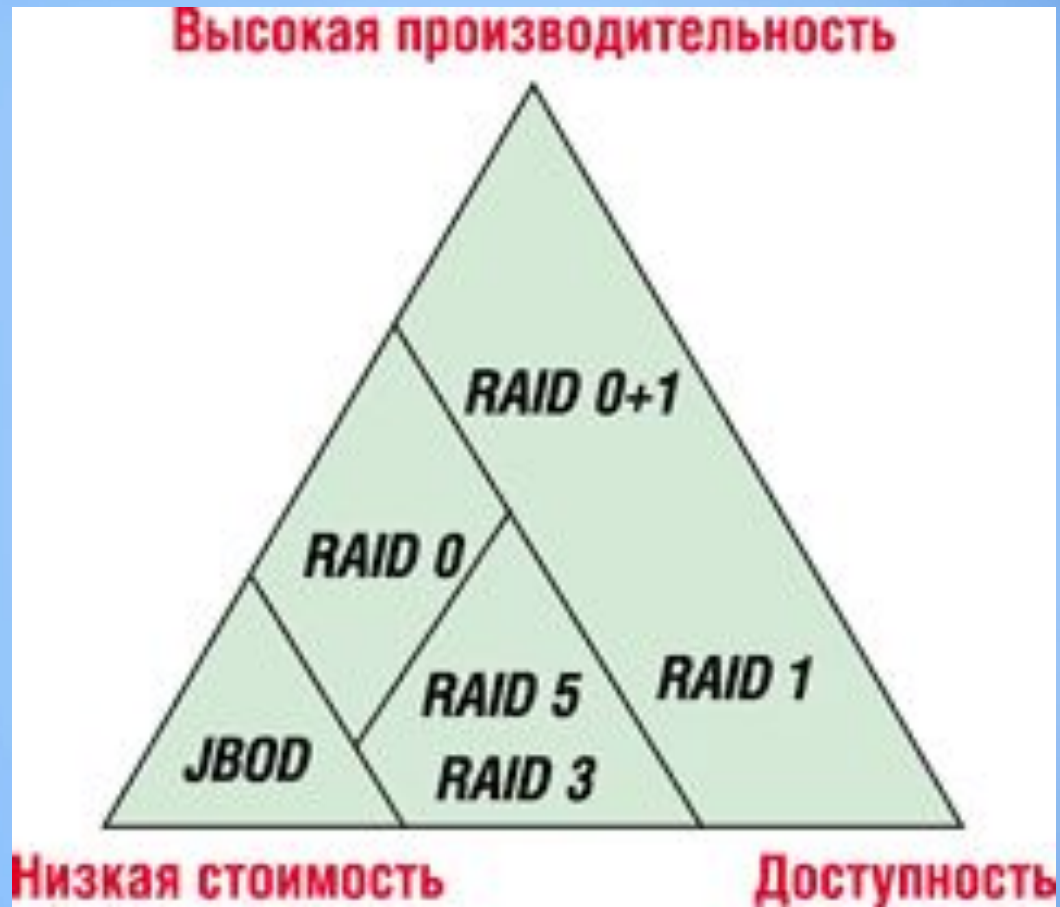 Высокая производительность
RAID 0+1
RAID 0
RAID 1
RAID 5
JBOD
RAID 3
Низкая стоимость
Доступность